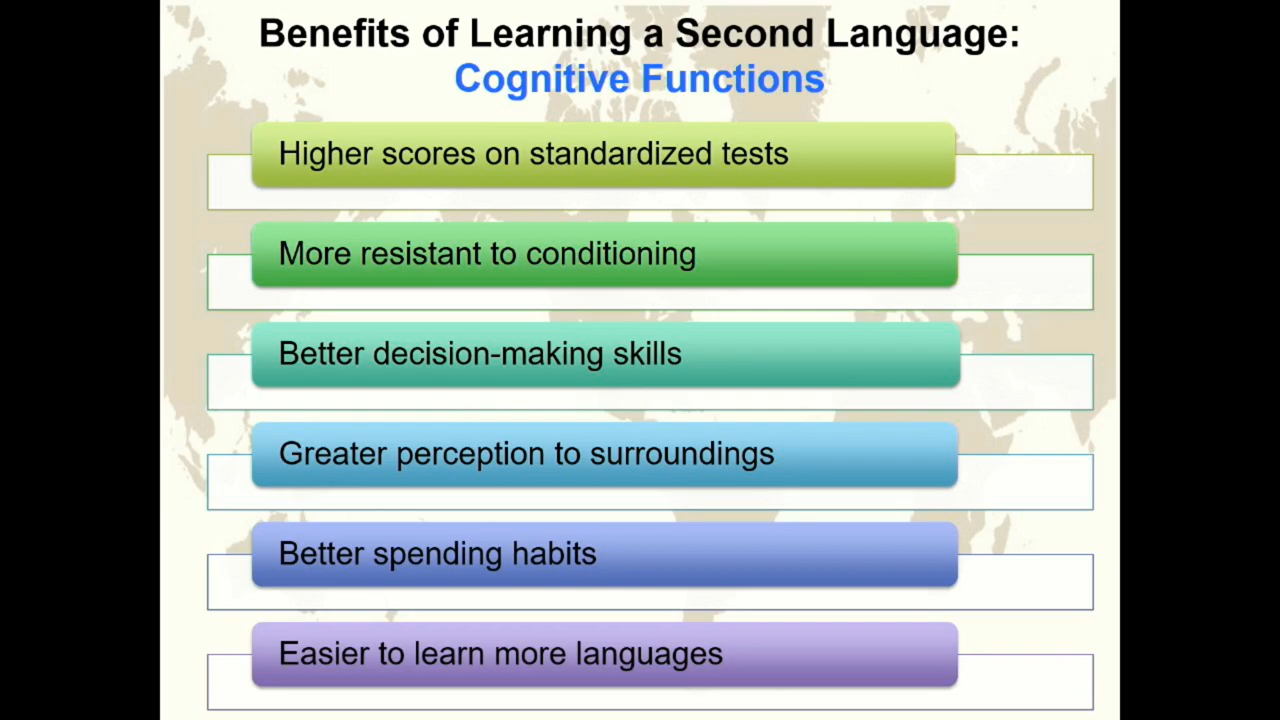 Benefits of Learning a Second Language:
Cognitive Functions
Higher scores on standardized tests
More resistant to conditioning
Better decision-making skills
Greater perception to surroundings
Better spending habits
Easier to learn more languages